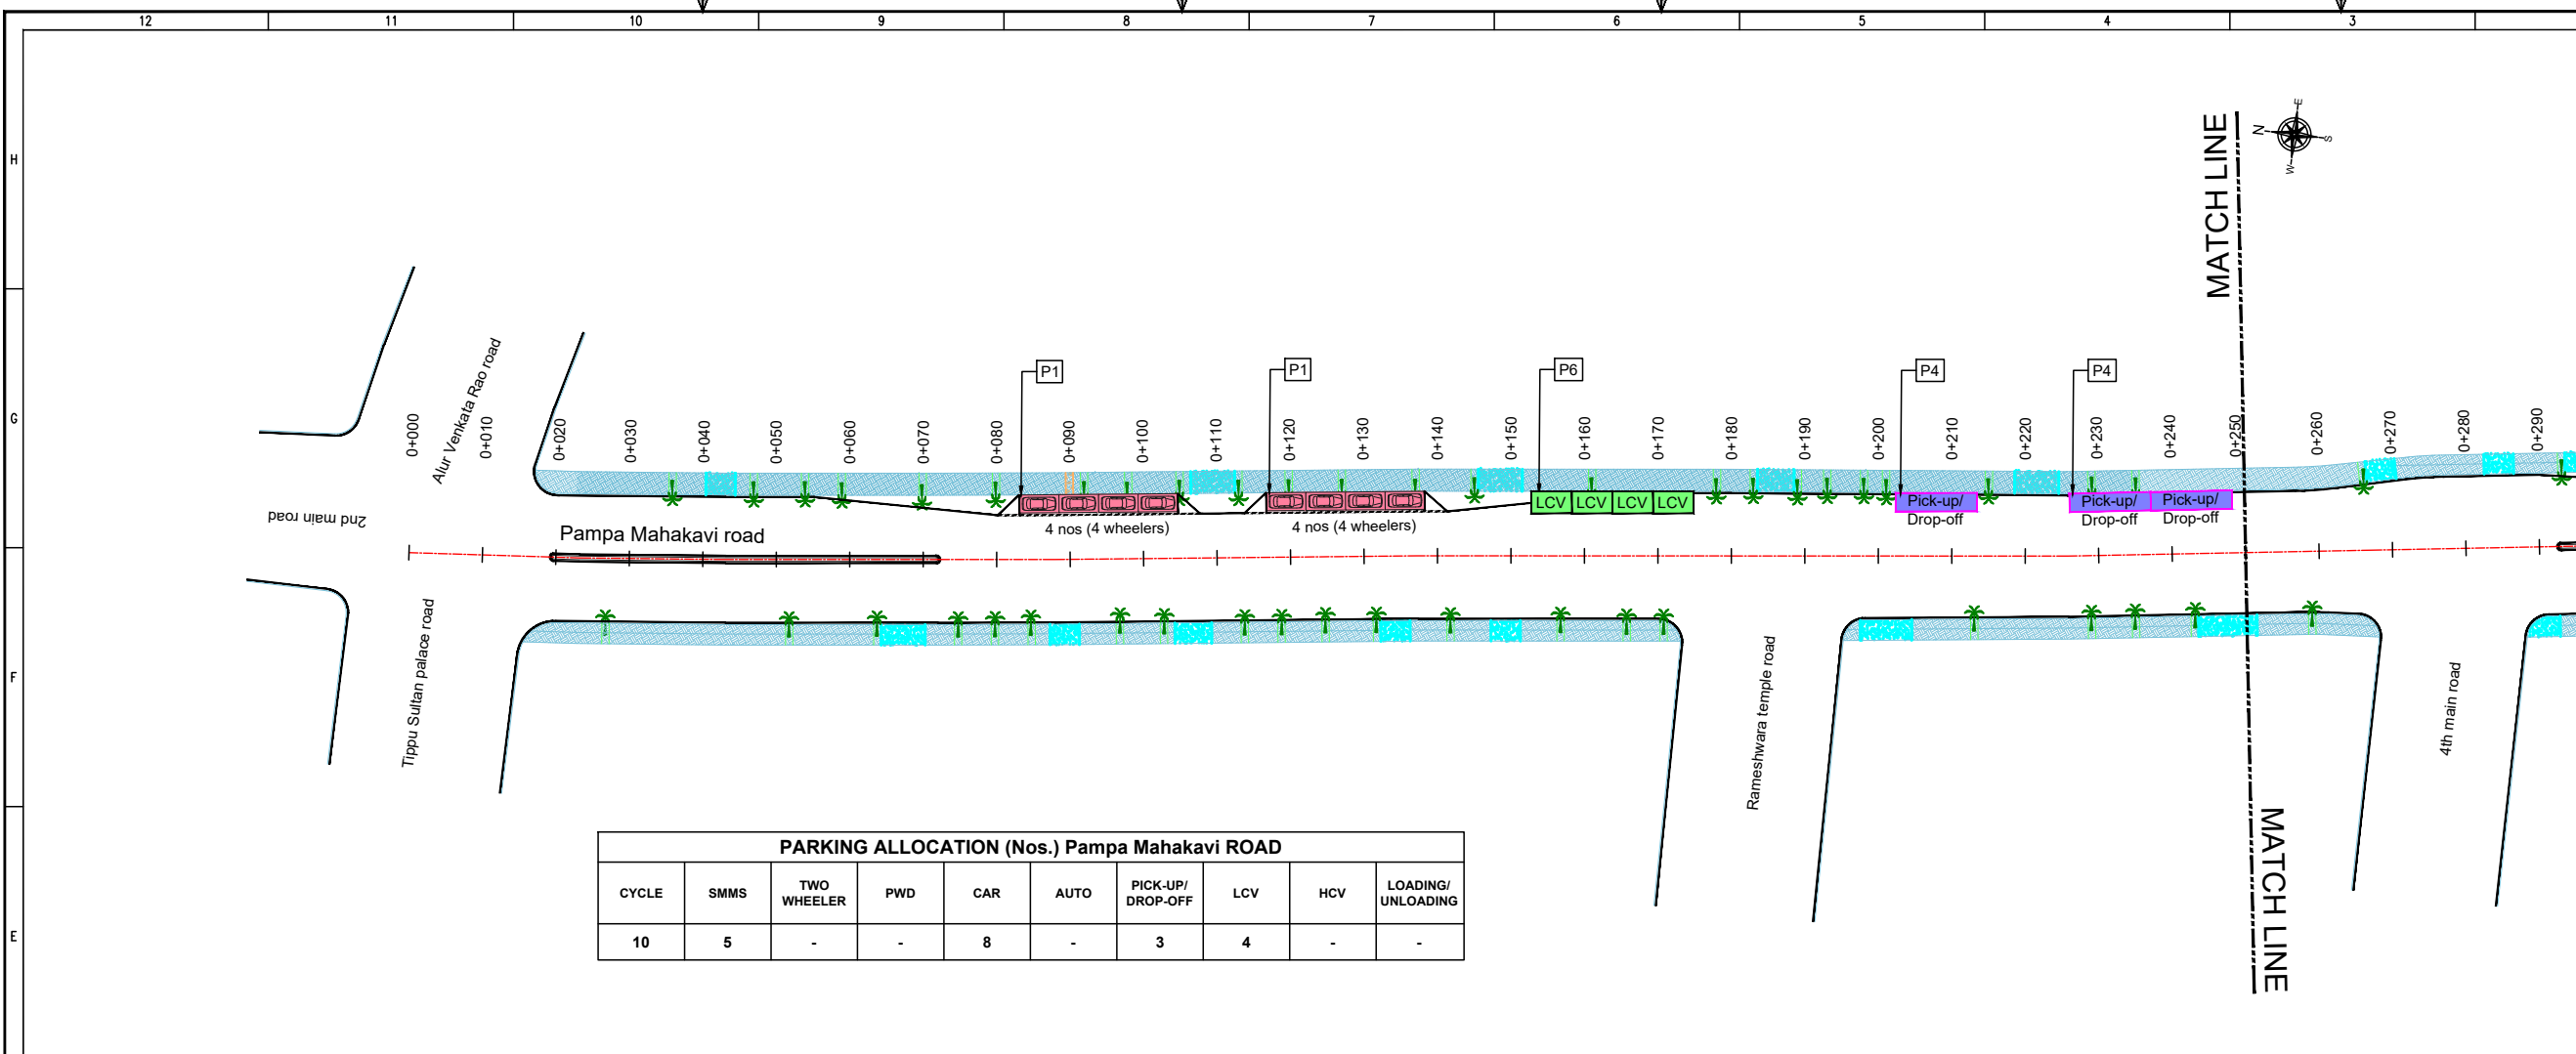 12 11 10 9 8 7 6 5 4 3
H
G
F
E
MATCH LINE
N
E
S
W
P1
P1
P6
P4
P4
Alur Venkata Rao road
0+000 0+010 0+020 0+030 0+040 0+050 0+060 0+070 0+080 0+090 0+100 0+110 0+120 0+130 0+140 0+150 0+160 0+170 0+180 0+190 0+200 0+210 0+220 0+230 0+240 0+250 0+260 0+270 0+280 0+290
LCV LCV LCV LCV
Pick-up/
Drop-off
Pick-up/
Drop-off
Pick-up/
Drop-off
4 nos (4 wheelers)
4 nos (4 wheelers)
2nd main road
Pampa Mahakavi road
Tippu Sultan palace road
Rameshwara temple road
4th main road
MATCH LINE
PARKING ALLOCATION (Nos.) Pampa Mahakavi ROAD
CYCLE SMMS TWO WHEELER PWD CAR AUTO PICK-UP/ DROP-OFF LCV HCV LOADING/ UNLOADING
10 5 - - 8 - 3 4 - -